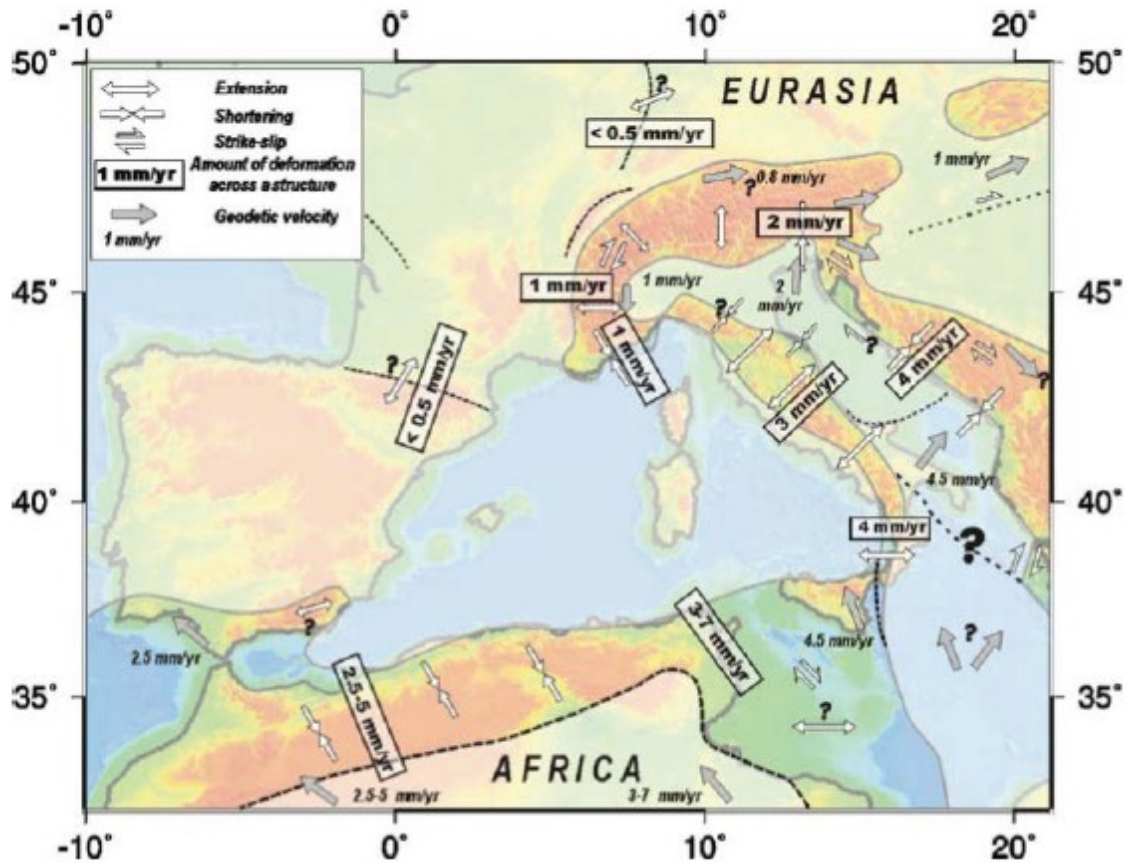 -10° 0° 10° 20°
50° 50°
Extension
Shortening
Strike-slip
1 mm/yr Amount of deformation
across a structure
Geodetic velocity
1 mm/yr
EURASIA
?
< 0.5 mm/yr
1 mm/yr
0.8 mm/yr
?
2 mm/yr
1 mm/yr
1 mm/yr
2
mm/yr
45° 45°
?
1 mm/yr
?
4 mm/yr
?
?
< 0.5 mm/yr
3 mm/yr
4.5 mm/yr
40° 40°
4 mm/yr
?
?
2.5 mm/yr
3-7 mm/yr
4.5 mm/yr
?
35° 35°
2.5-5 mm/yr
?
AFRICA
2.5-5 mm/yr
3-7 mm/yr
-10° 0° 10° 20°